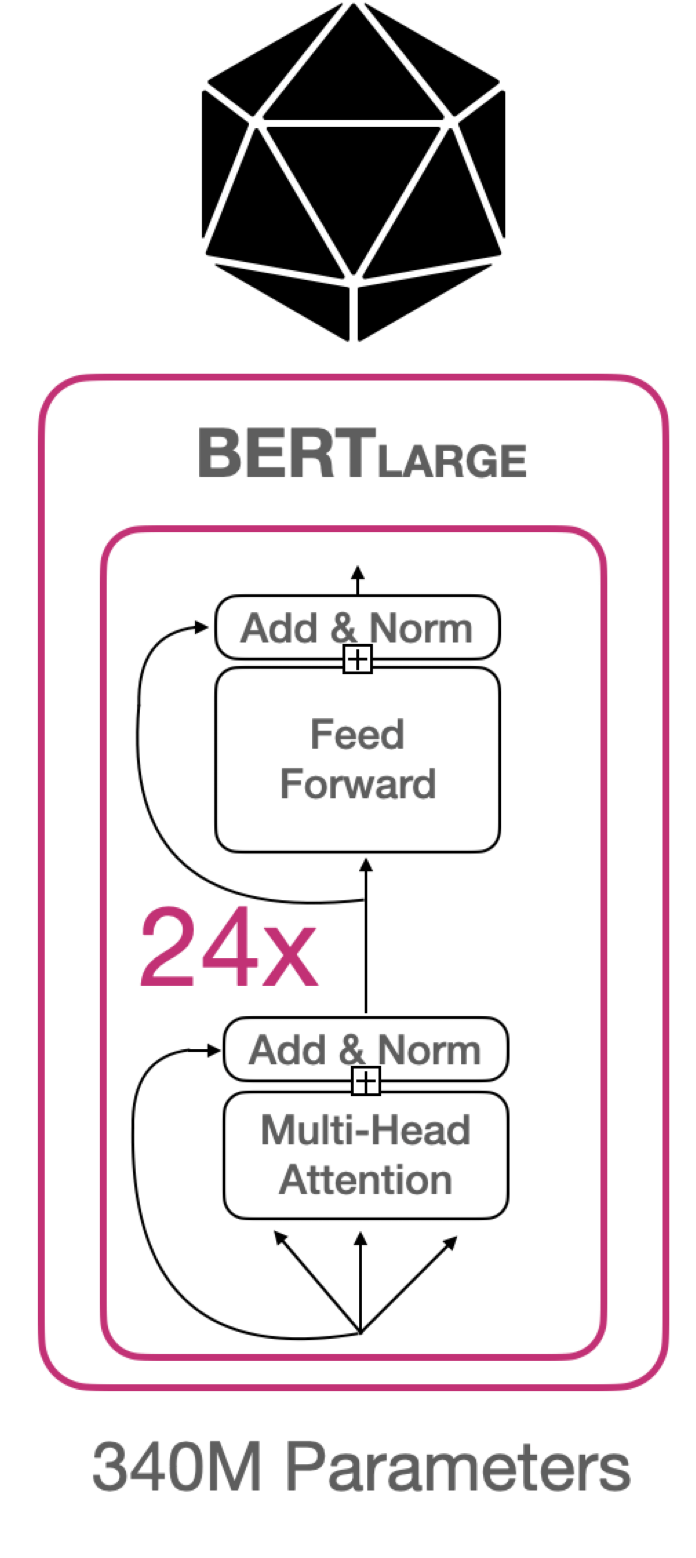 BERTLARGE
Add & Norm
Feed
Forward
24x
Add & Norm
Multi-Head
Attention
340M Parameters